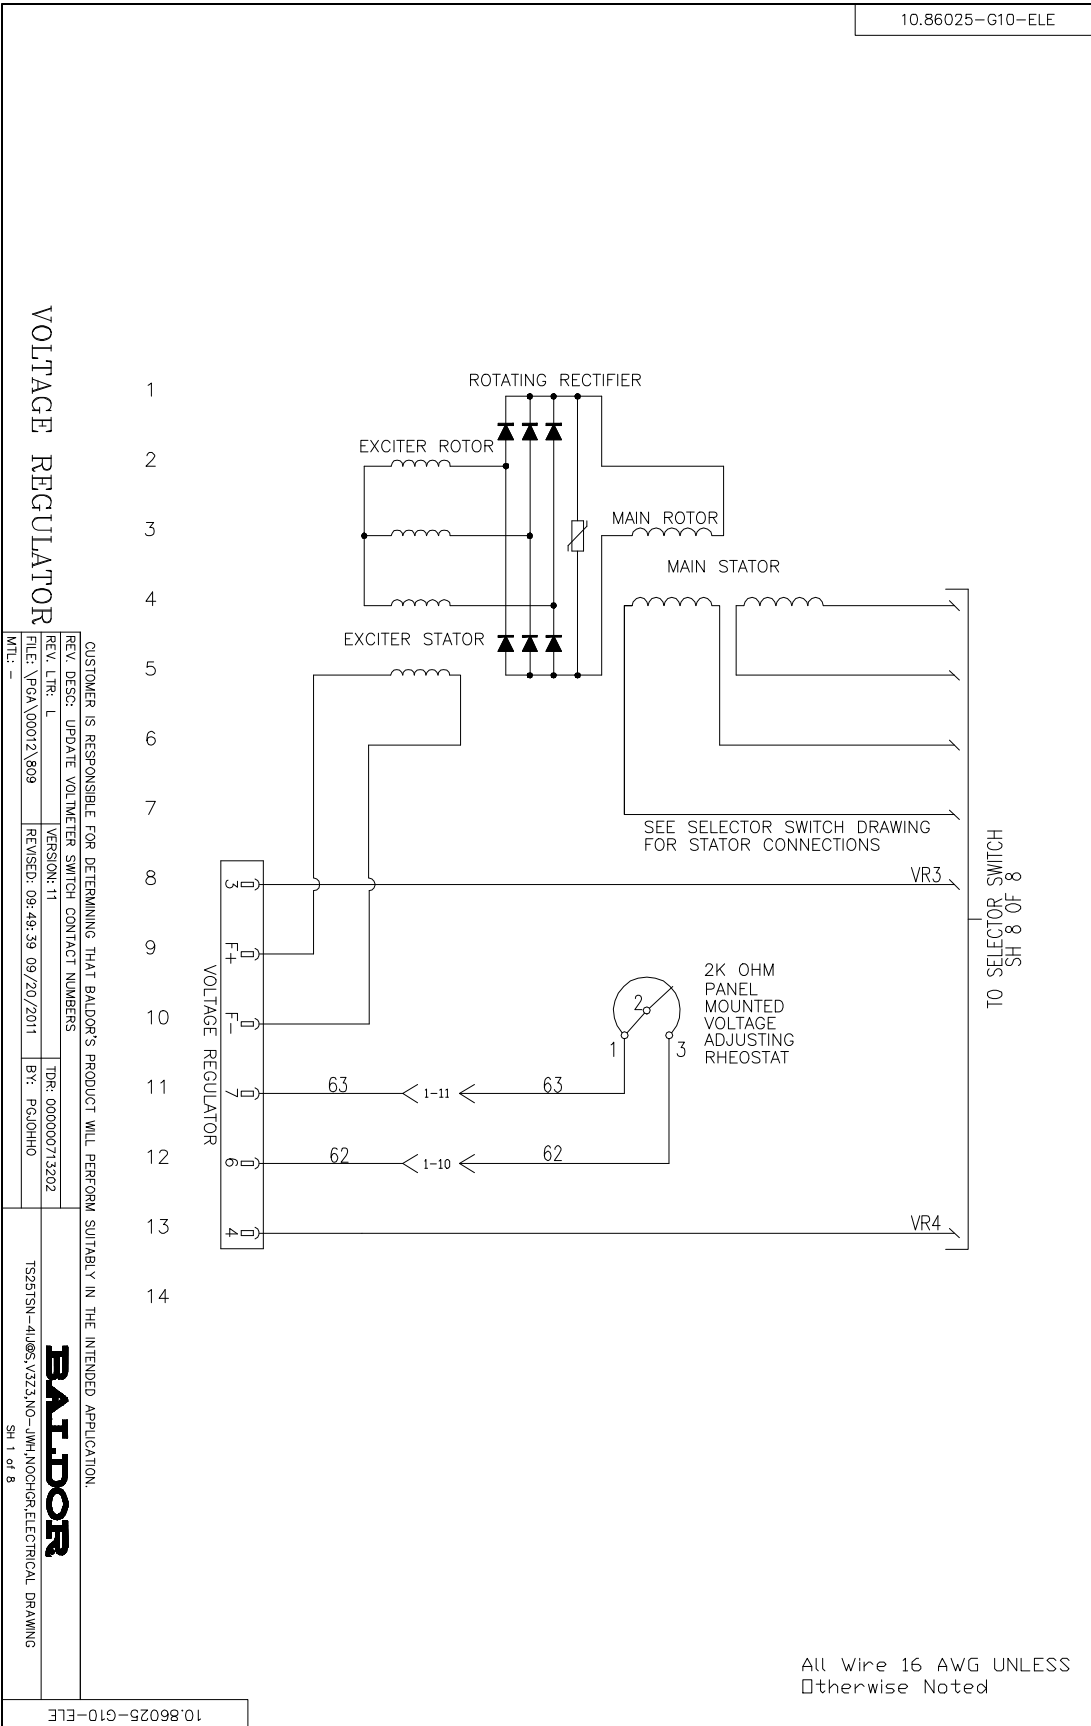 10.86025-G10-ELE
1
2
3
4
5
6
7
8
9
10
11
12
13
14
ROTATING RECTIFIER
EXCITER ROTOR
MAIN ROTOR
MAIN STATOR
EXCITER STATOR
SEE SELECTOR SWITCH DRAWING
FOR STATOR CONNECTIONS
VR3
TO SELECTOR SWITCH
SH 8 OF 8
3
F+
F-
7
6
4
VOLTAGE REGULATOR
2K OHM
PANEL
MOUNTED
VOLTAGE
ADJUSTING
RHEOSTAT
2
1
3
63
1-11
63
62
1-10
62
VR4
All Wire 16 AWG UNLESS
Otherwise Noted
VOLTAGE REGULATOR
CUSTOMER IS RESPONSIBLE FOR DETERMINING THAT BALDOR'S PRODUCT WILL PERFORM SUITABLY IN THE INTENDED APPLICATION.
REV. DESC: UPDATE VOLTMETER SWITCH CONTACT NUMBERS
REV. LTR: L
VERSION: 11
TDR: 000000713202
FILE: \PGA\00012\809
REVISED: 09:49:39 09/20/2011
BY: PGJOHHO
MTL: -
BALDOR
TS25TSN-4IJ@S,V3Z3,NO-JWH,NOCHGR,ELECTRICAL DRAWING
SH 1 of 8
10.86025-G10-ELE